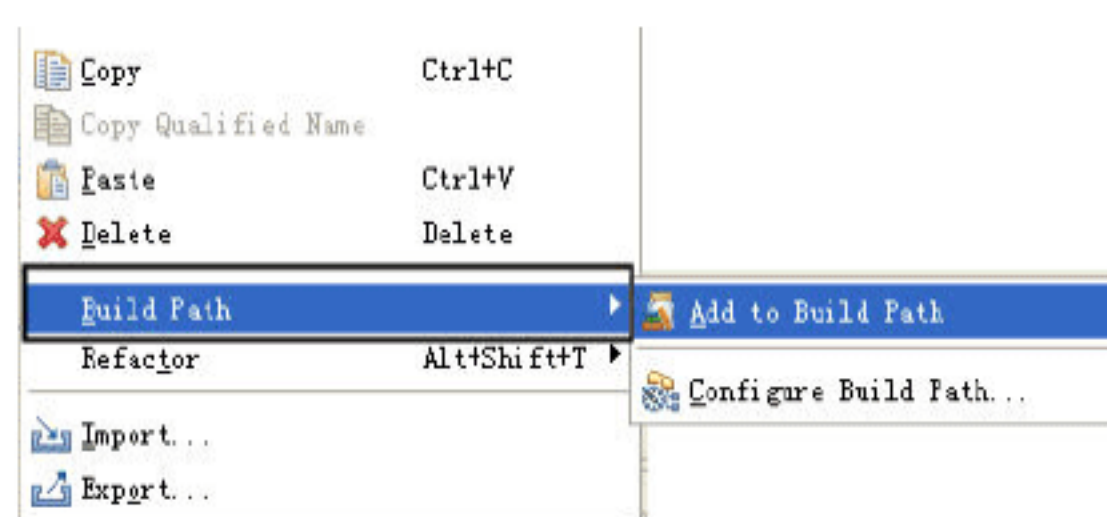 Copy Ctrl+C
Copy Qualified Name
Paste Ctrl+V
Delete Delete
Build Path
Add to Build Path
Refactor Alt+Shift+T
Configure Build Path...
Import...
Export...